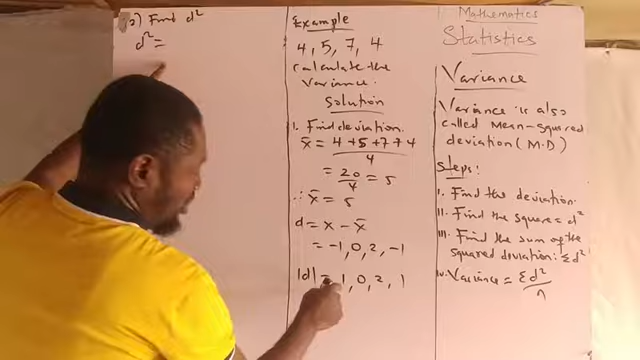 Mathematics
Statistics
Variance
Variance is also
called Mean-squared
deviation (M.D)
Steps:
I. Find the deviation.
II. Find the square = d²
III. Find the sum of the
squared deviation: Σd²
IV. Variance = Σd²/n
Example
4, 5, 7, 4
calculate the
variance.
Solution
1. Find deviation.
x̄ = 4+5+7+4/4
= 20/4 = 5
∴ x̄ = 5
d = x - x̄
= -1, 0, 2, -1
|d| = 1, 0, 2, 1
2) Find d²
d² =